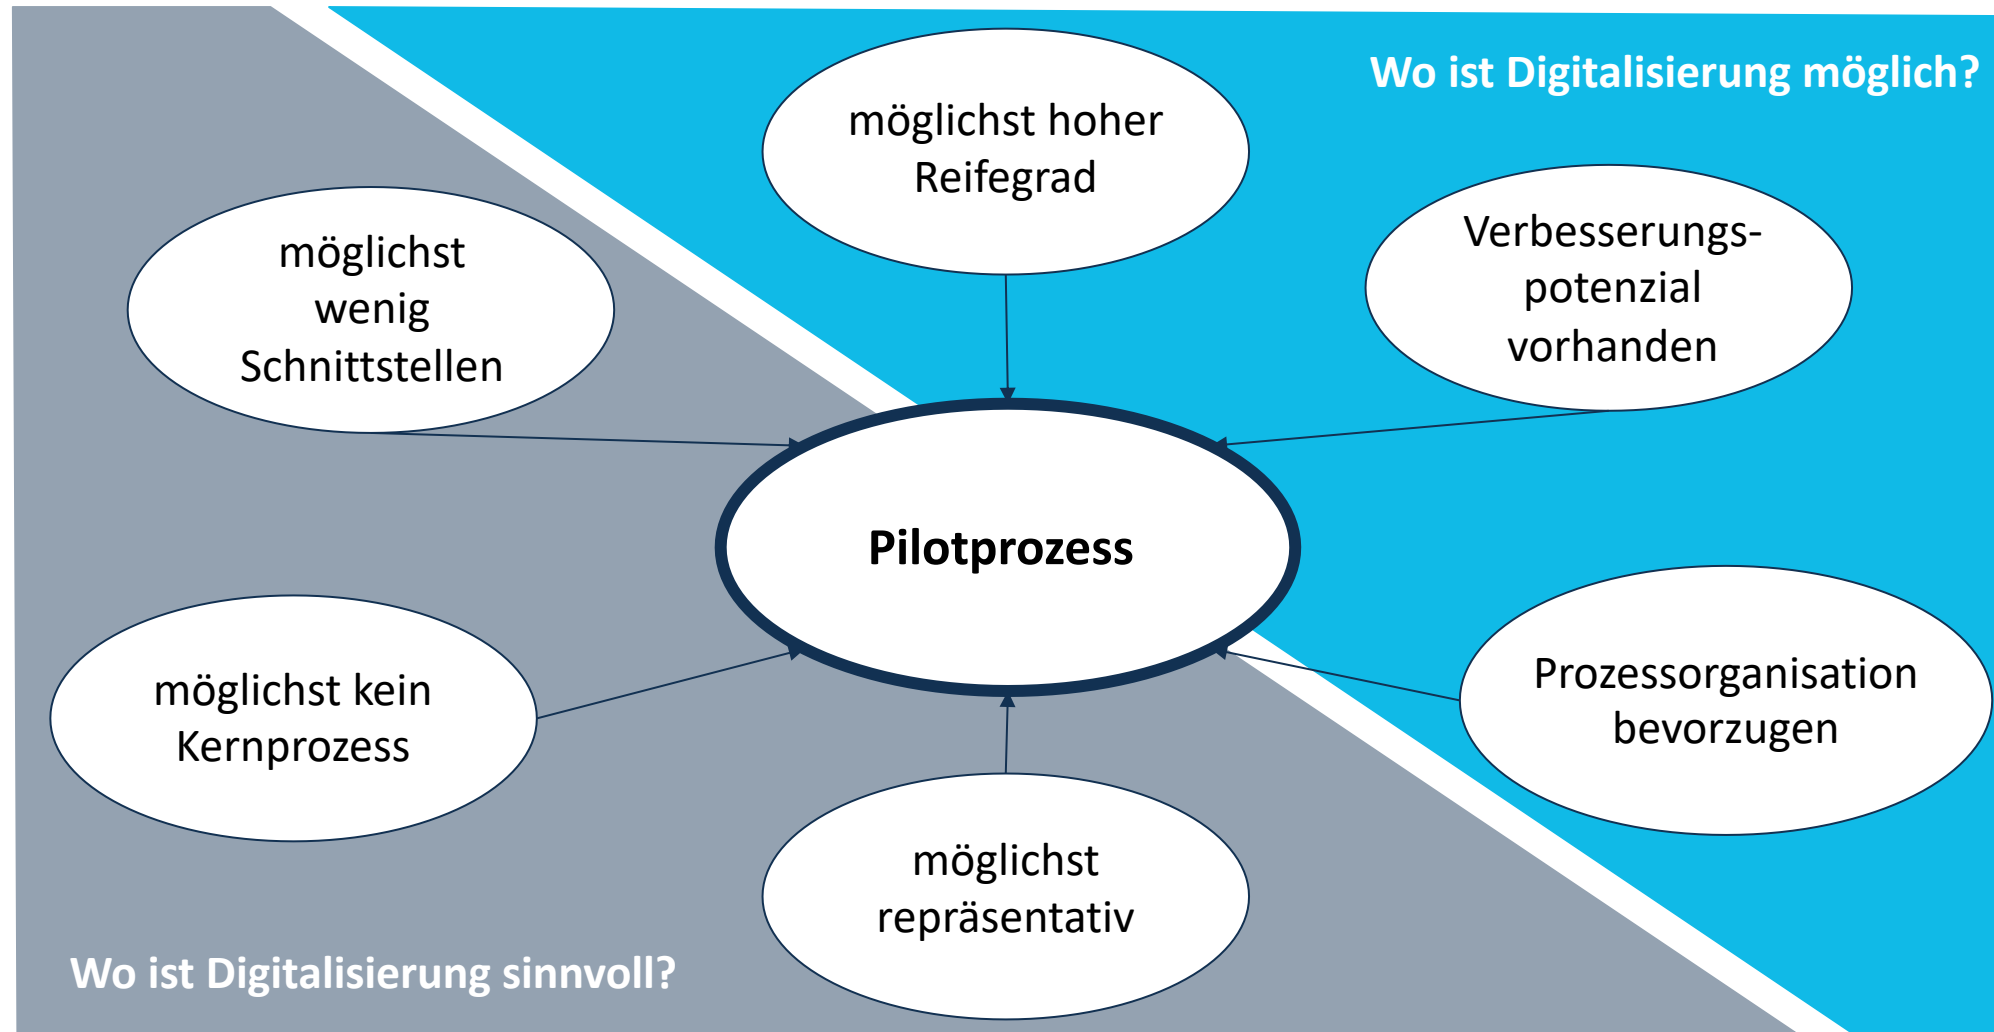 Wo ist Digitalisierung möglich?
möglichst hoher
Reifegrad
möglichst
wenig
Schnittstellen
Verbesserungs-
potenzial
vorhanden
Pilotprozess
möglichst kein
Kernprozess
Prozessorganisation
bevorzugen
möglichst
repräsentativ
Wo ist Digitalisierung sinnvoll?